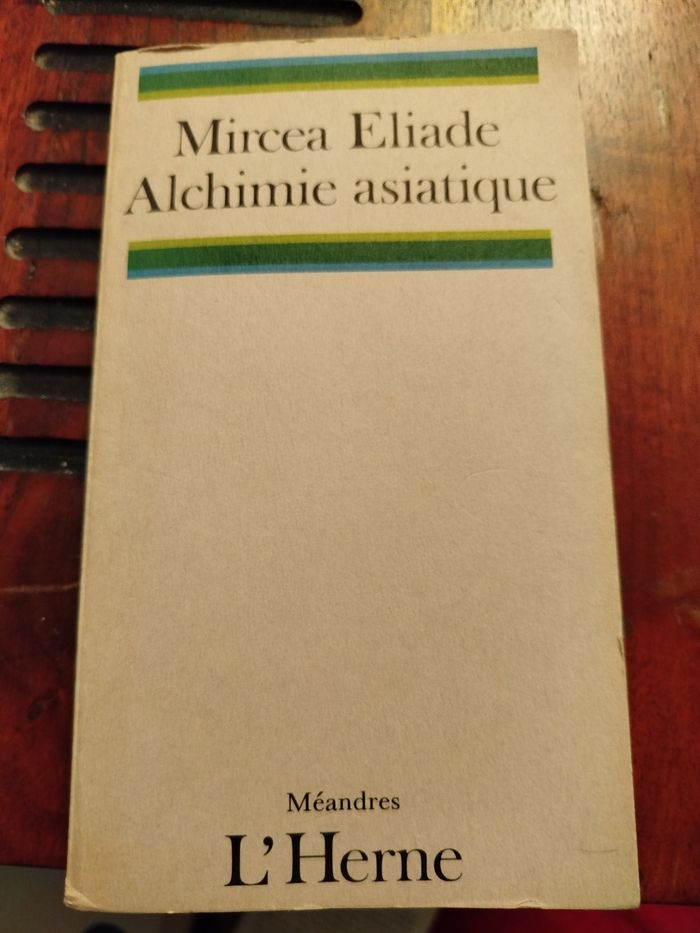 Mircea Eliade
Alchimie asiatique
Méandres
L'Herne